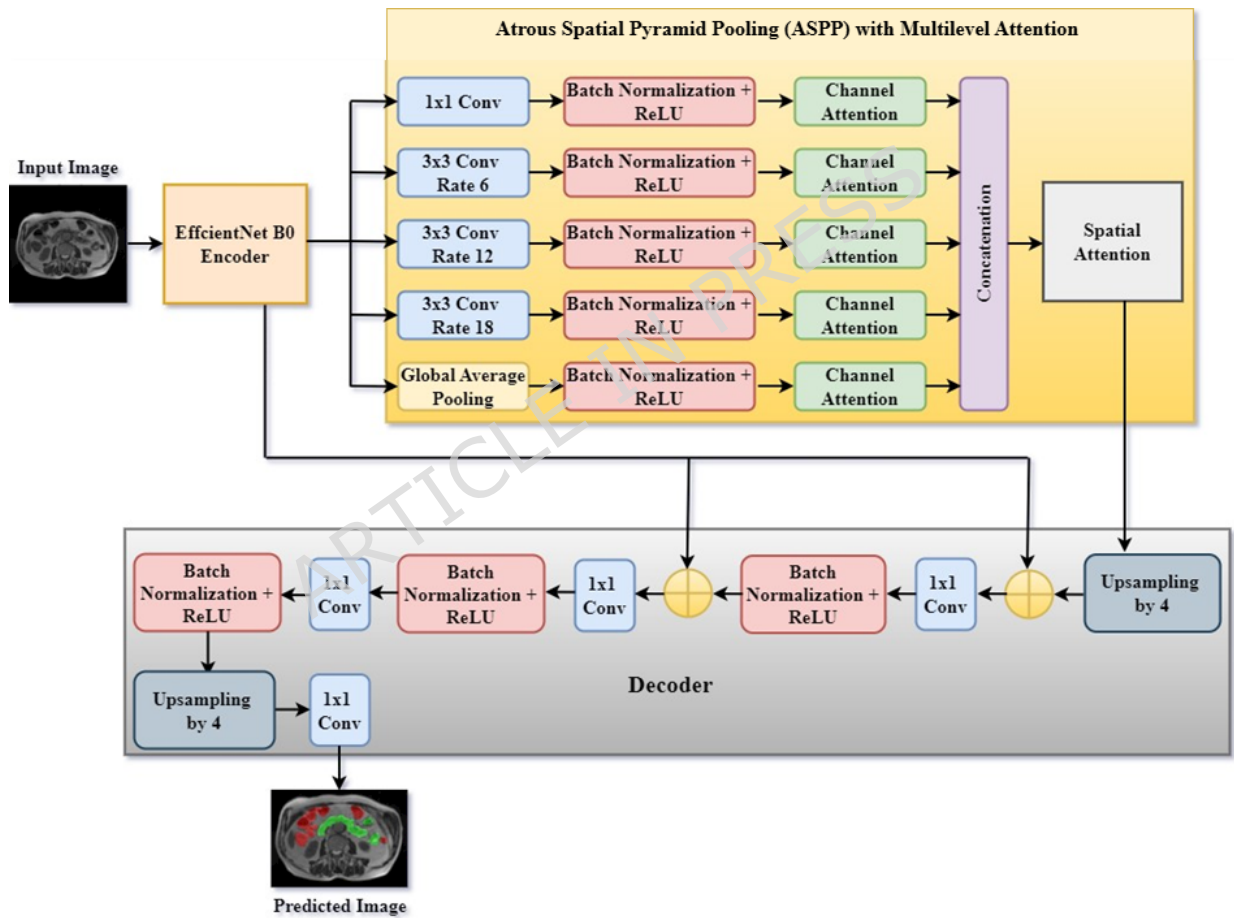 Atrous Spatial Pyramid Pooling (ASPP) with Multilevel Attention
Input Image
EffcientNet B0
Encoder
1x1 Conv
Batch Normalization +
ReLU
Channel
Attention
3x3 Conv
Rate 6
Batch Normalization +
ReLU
Channel
Attention
3x3 Conv
Rate 12
Batch Normalization +
ReLU
Channel
Attention
3x3 Conv
Rate 18
Batch Normalization +
ReLU
Channel
Attention
Global Average
Pooling
Batch Normalization +
ReLU
Channel
Attention
Concatenation
Spatial
Attention
ARTICLE IN PRESS
Batch
Normalization +
ReLU
1x1
Conv
Batch
Normalization +
ReLU
1x1
Conv
Batch
Normalization +
ReLU
1x1
Conv
Upsampling
by 4
Upsampling
by 4
1x1
Conv
Decoder
Predicted Image